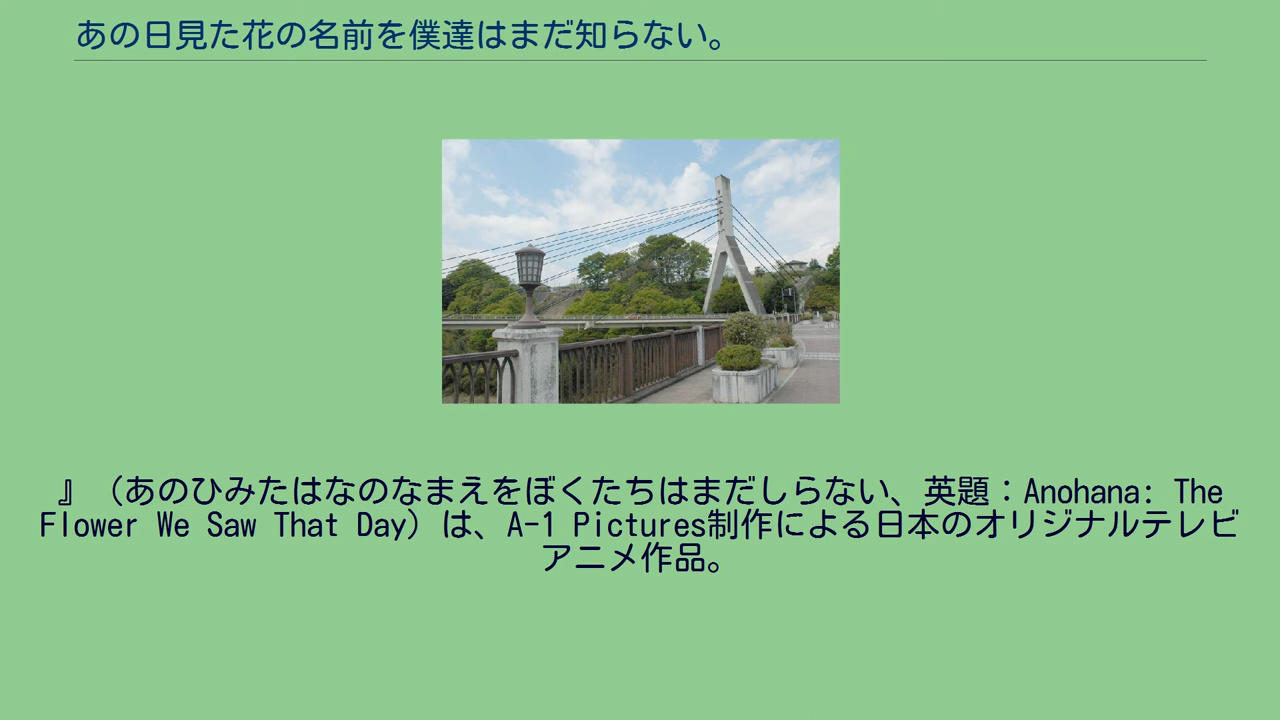 あの日見た花の名前を僕達はまだ知らない。
』（あのひみたはなのなまえをぼくたちはまだしらない、英題：Anohana: The
Flower We Saw That Day）は、A-1 Pictures制作による日本のオリジナルテレビ
アニメ作品。